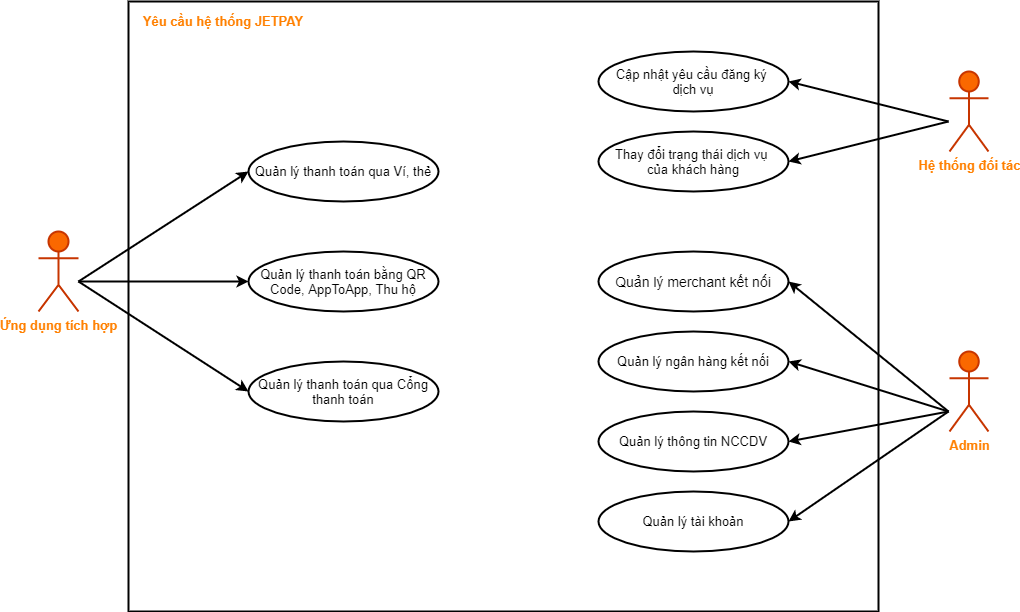 Yêu cầu hệ thống JETPAY
Cập nhật yêu cầu đăng ký
dịch vụ
Thay đổi trạng thái dịch vụ
của khách hàng
Hệ thống đối tác
Quản lý thanh toán qua Ví, thẻ
Quản lý thanh toán bằng QR
Code, AppToApp, Thu hộ
Ứng dụng tích hợp
Quản lý thanh toán qua Cổng
thanh toán
Quản lý merchant kết nối
Quản lý ngân hàng kết nối
Quản lý thông tin NCCDV
Quản lý tài khoản
Admin